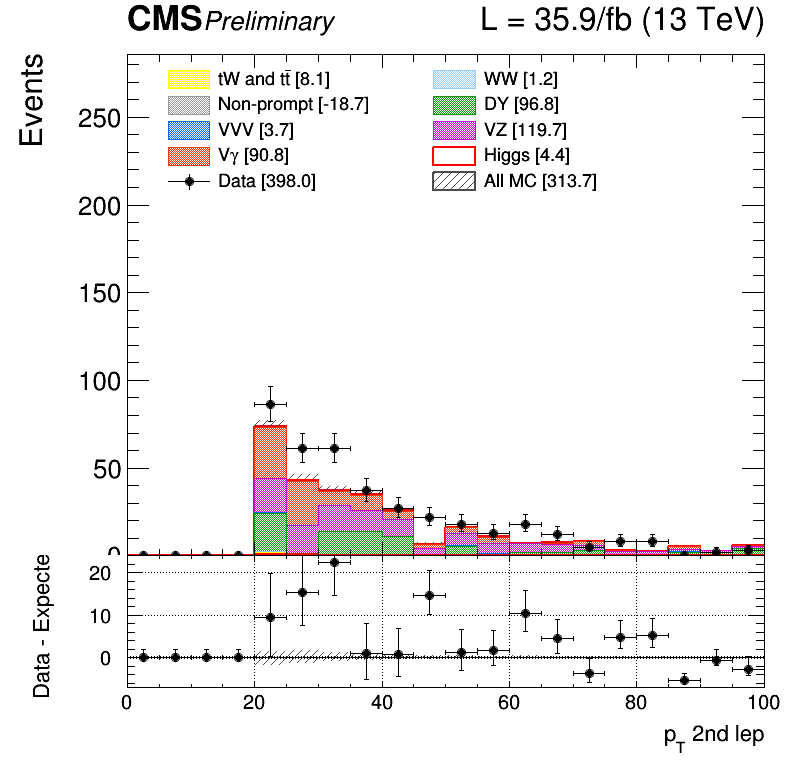 CMS Preliminary L = 35.9/fb (13 TeV)
Events
tW and tt̄ [8.1] WW [1.2]
Non-prompt [-18.7] DY [96.8]
VVV [3.7] VZ [119.7]
Vγ [90.8] Higgs [4.4]
Data [398.0] All MC [313.7]
250
200
150
100
50
0
Data - Expecte
20
10
0
0 20 40 60 80 100
p_T 2nd lep